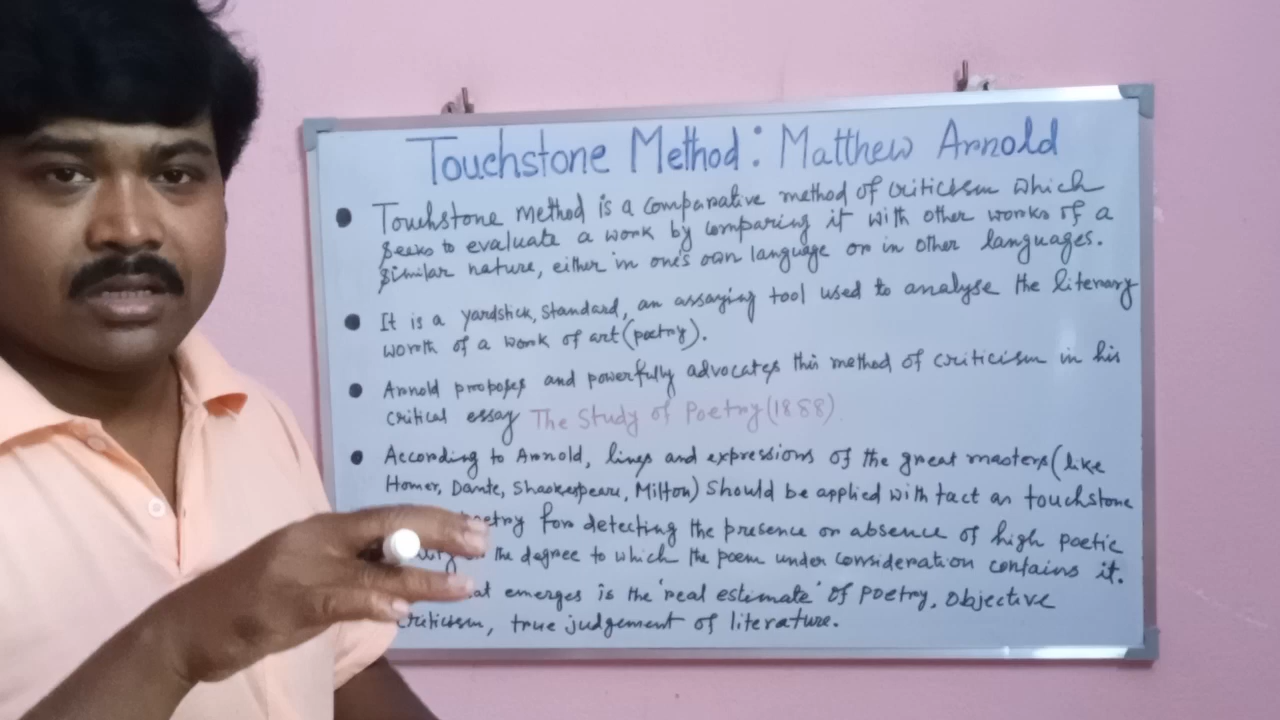 Touchstone Method: Matthew Arnold
Touchstone Method is a comparative method of criticism which
seeks to evaluate a work by comparing it with other works of a
similar nature, either in one's own language or in other languages.
It is a yardstick, standard, an assaying tool used to analyse the literary
worth of a work of art (poetry).
Arnold proposes and powerfully advocates this method of criticism in his
critical essay The Study of Poetry (1888)
According to Arnold, lines and expressions of the great masters (like
Homer, Dante, Shaekespeare, Milton) should be applied with tact as touchstone
for detecting the presence or absence of high poetic
the degree to which the poem under consideration contains it.
emerges is the 'real estimate' of Poetry, Objective
Criticism, true judgement of literature.